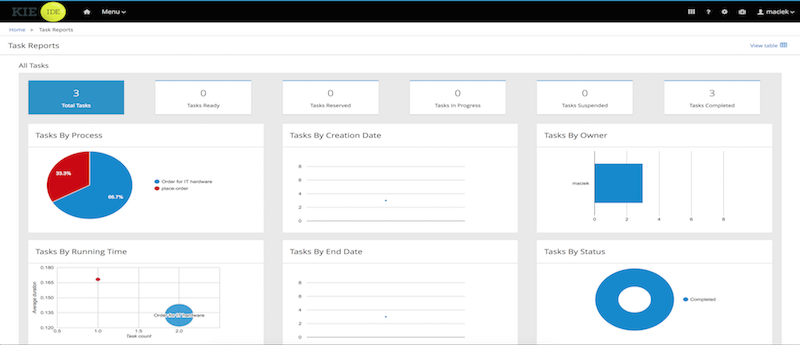 KIE IDE Menu ? maciek
Home » Task Reports
Task Reports View table
All Tasks
3 0 0 0 0 3
Total Tasks Tasks Ready Tasks Reserved Tasks In Progress Tasks Suspended Tasks Completed
Tasks By Process Tasks By Creation Date Tasks By Owner
33.3%
66.7%
Order for IT hardware
place-order
8
6
4
2
0
maciek
0 2 4 6 8
Tasks By Running Time Tasks By End Date Tasks By Status
Average duration
0.180
0.165
0.150
0.135
0.120
Order for IT hardware
0.5 1.0 1.5 2.0
Task count
8
6
4
2
0
Completed